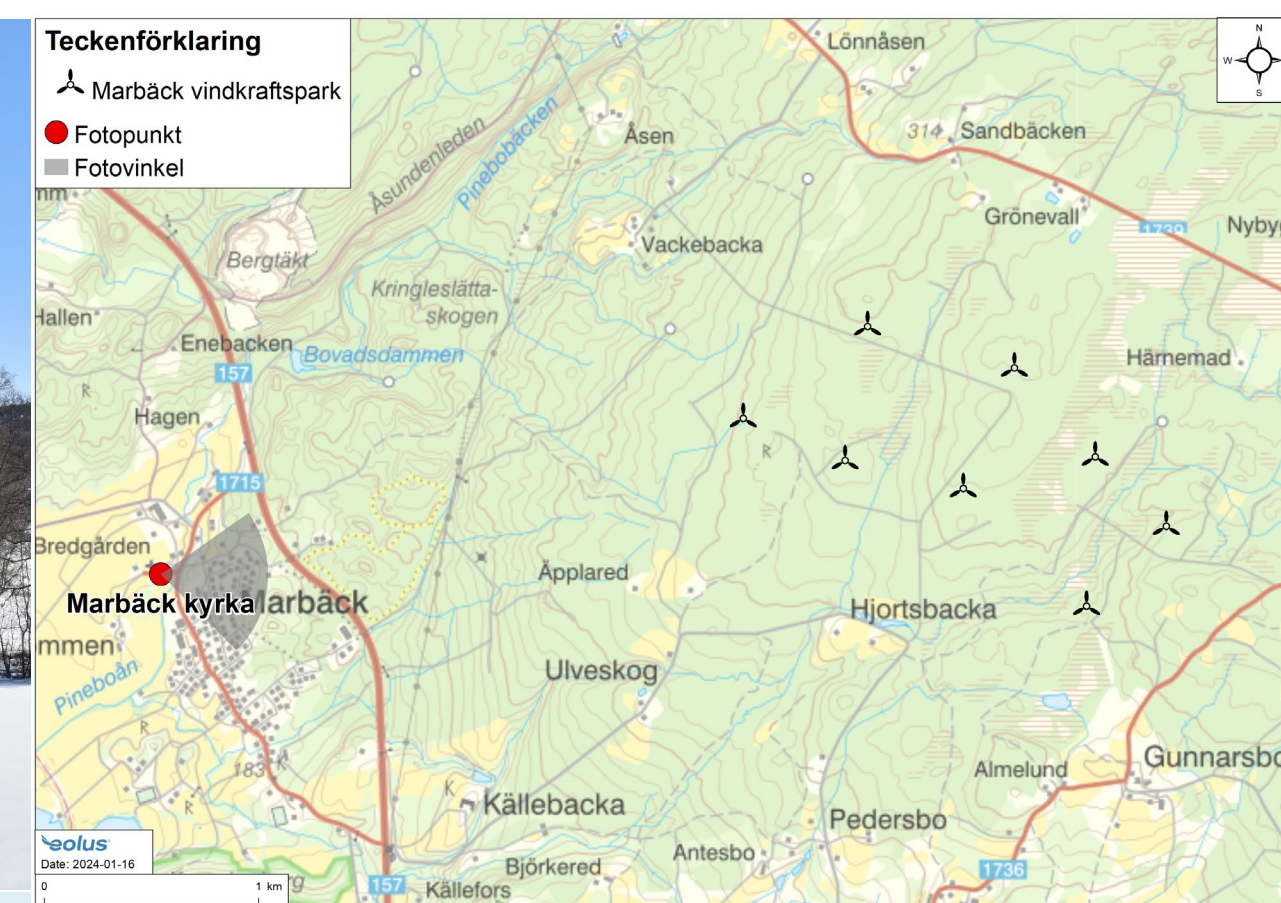 Teckenförklaring
Marbäck vindkraftspark
Fotopunkt
Fotovinkel
N
W
S
Lönnåsen
314
Sandbäcken
Åsen
Åsundenleden
Pinebobäcken
Grönevall
1739
Vackebacka
Bergtäkt
Kringleslätta-
skogen
Hallen
Enebacken
Bovadsdammen
157
Härnemad
Hagen
1715
Bredgården
Äpplared
Marbäck kyrka
arbäck
Hjortsbacka
mmen
Ulveskog
Pineboån
183
Gunnarsbo
Almelund
K
Källebacka
Pedersbo
eolus
Date: 2024-01-16
Antesbo
Björkered
1736
0
1 km
157
Källefors
R
R
R
R